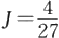 J = 4/27